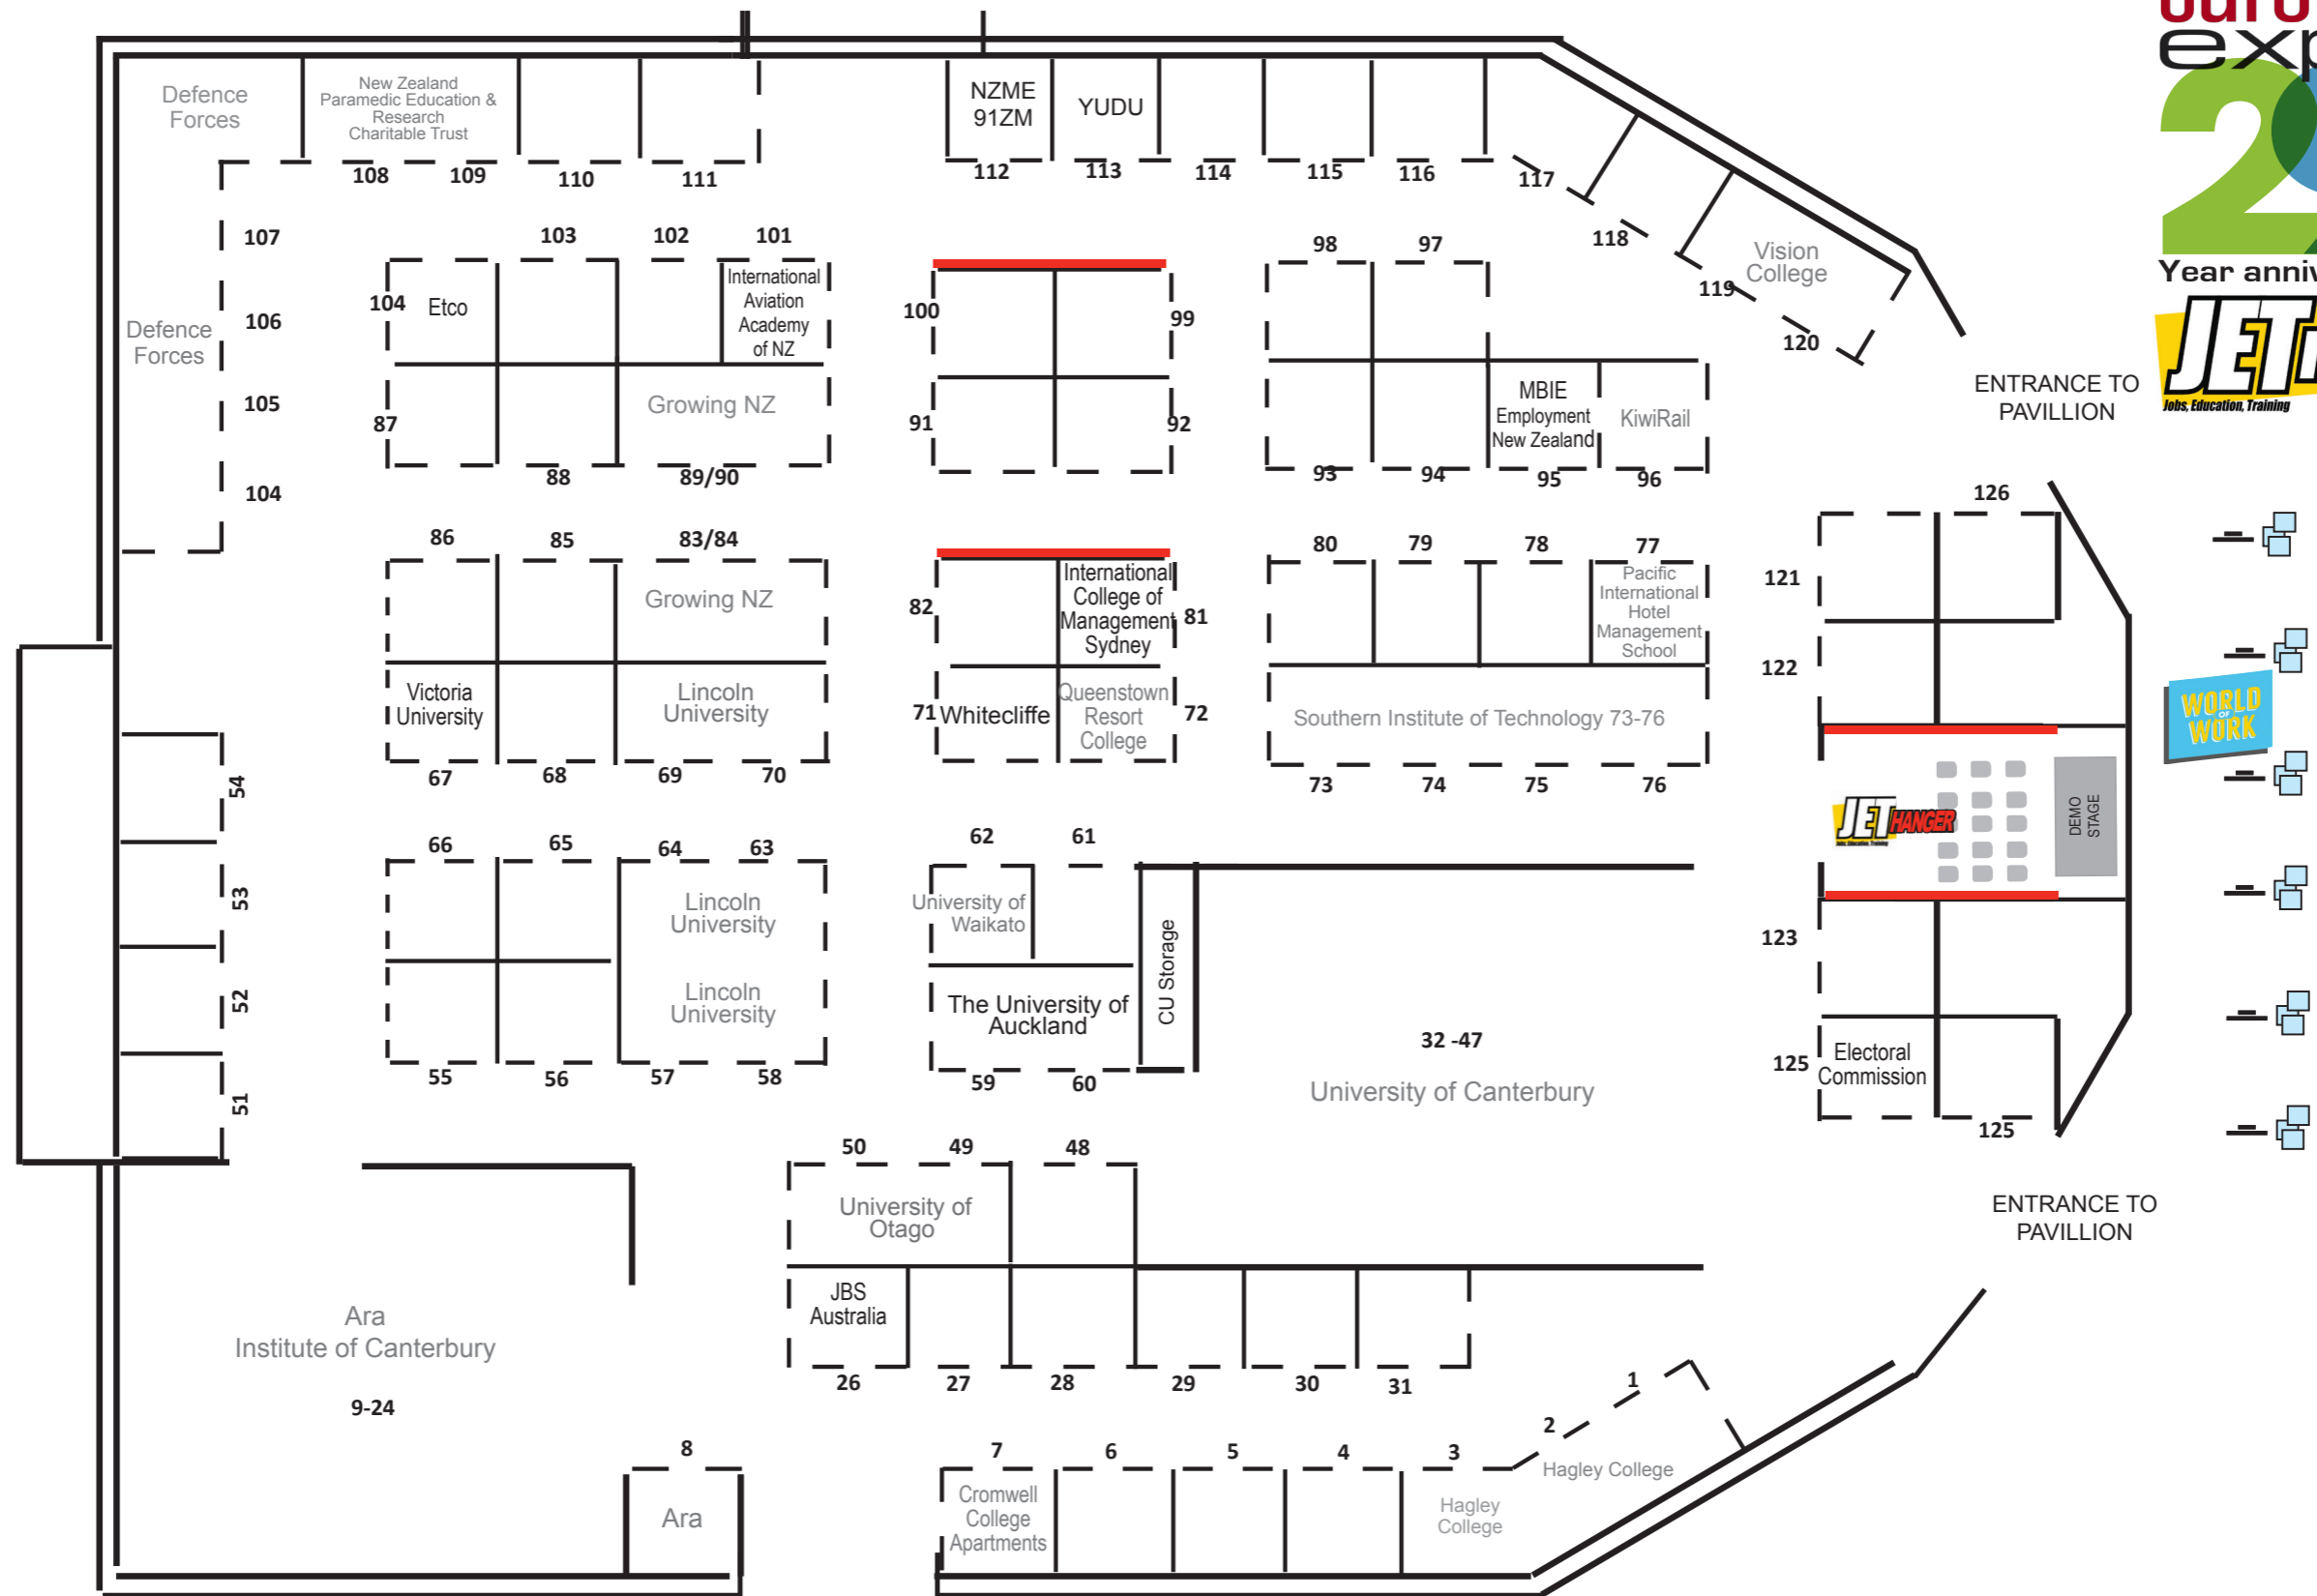 exp
2
Year anniv
JET
Jobs, Education, Training
Defence
Forces
New Zealand
Paramedic Education &
Research
Charitable Trust
NZME
91ZM
YUDU
108
109
110
111
112
113
114
115
116
117
118
119
120
Vision
College
ENTRANCE TO
PAVILLION
107
106
105
104
Defence
Forces
103
102
101
104
Etco
International
Aviation
Academy
of NZ
87
Growing NZ
88
89/90
100
99
91
92
98
97
MBIE
Employment
New Zealand
KiwiRail
93
94
95
96
86
85
83/84
Growing NZ
Victoria
University
Lincoln
University
67
68
69
70
82
International
College of
Management
Sydney
81
71
Whitecliffe
Queenstown
Resort
College
72
80
79
78
77
Pacific
International
Hotel
Management
School
Southern Institute of Technology 73-76
73
74
75
76
126
121
122
WORLD
OF
WORK
JET HANGER
Jobs, Education, Training
DEMO
STAGE
123
125
Electoral
Commission
125
ENTRANCE TO
PAVILLION
54
53
52
51
66
65
64
63
Lincoln
University
Lincoln
University
55
56
57
58
62
61
University of
Waikato
The University of
Auckland
CU Storage
59
60
32 -47
University of Canterbury
50
49
48
University of
Otago
JBS
Australia
26
27
28
29
30
31
Ara
Institute of Canterbury
9-24
8
Ara
7
6
5
4
3
2
1
Cromwell
College
Apartments
Hagley
College
Hagley College